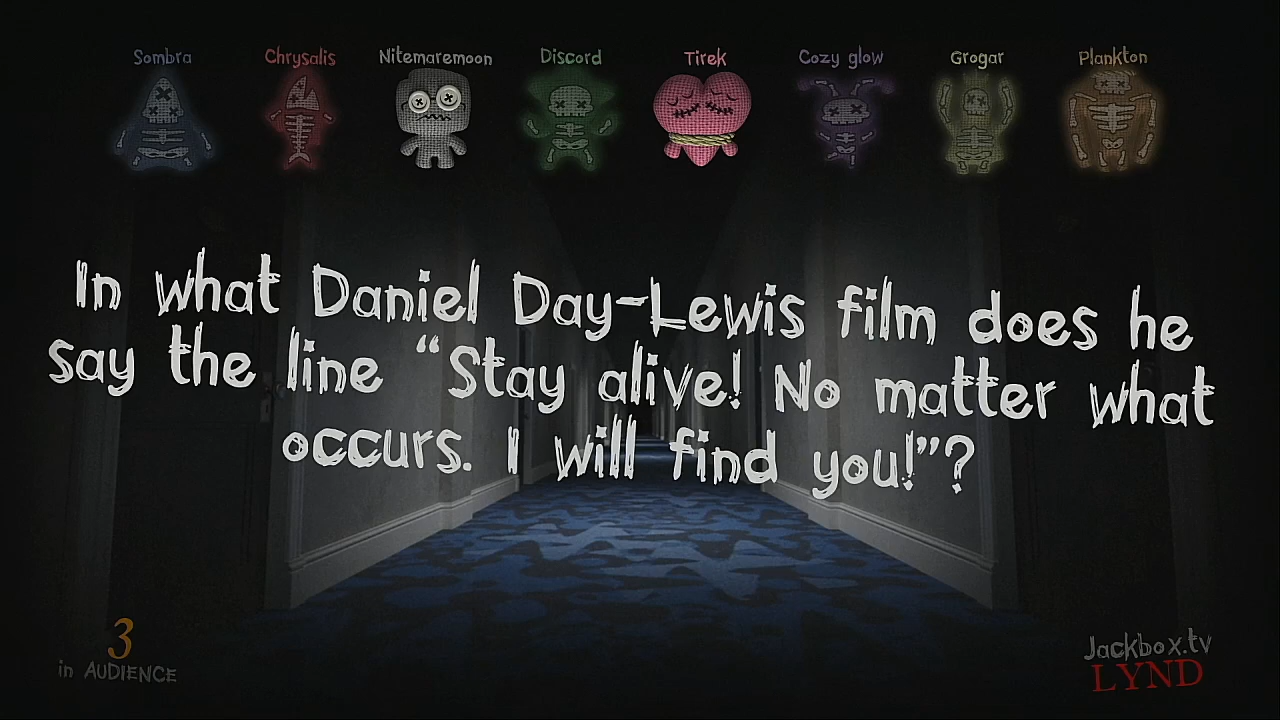 Sombra
Chrysalis
Nitemaremoon
Discord
Tirek
Cozy glow
Grogar
Plankton
In what Daniel Day-Lewis film does he
say the line “Stay alive! No matter what
occurs. I will find you!”?
3
in AUDIENCE
Jackbox.tv
LYND